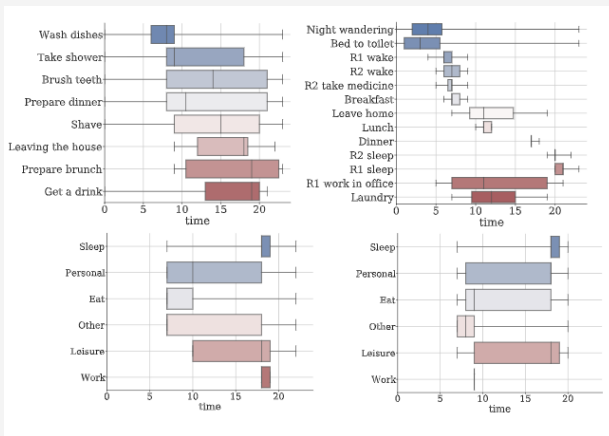 Wash dishes
Take shower
Brush teeth
Prepare dinner
Shave
Leaving the house
Prepare brunch
Get a drink
0 5 10 15 20
time
Night wandering
Bed to toilet
R1 wake
R2 wake
R2 take medicine
Breakfast
Leave home
Lunch
Dinner
R2 sleep
R1 sleep
R1 work in office
Laundry
0 5 10 15 20
time
Sleep
Personal
Eat
Other
Leisure
Work
0 5 10 15 20
time
Sleep
Personal
Eat
Other
Leisure
Work
0 5 10 15 20
time